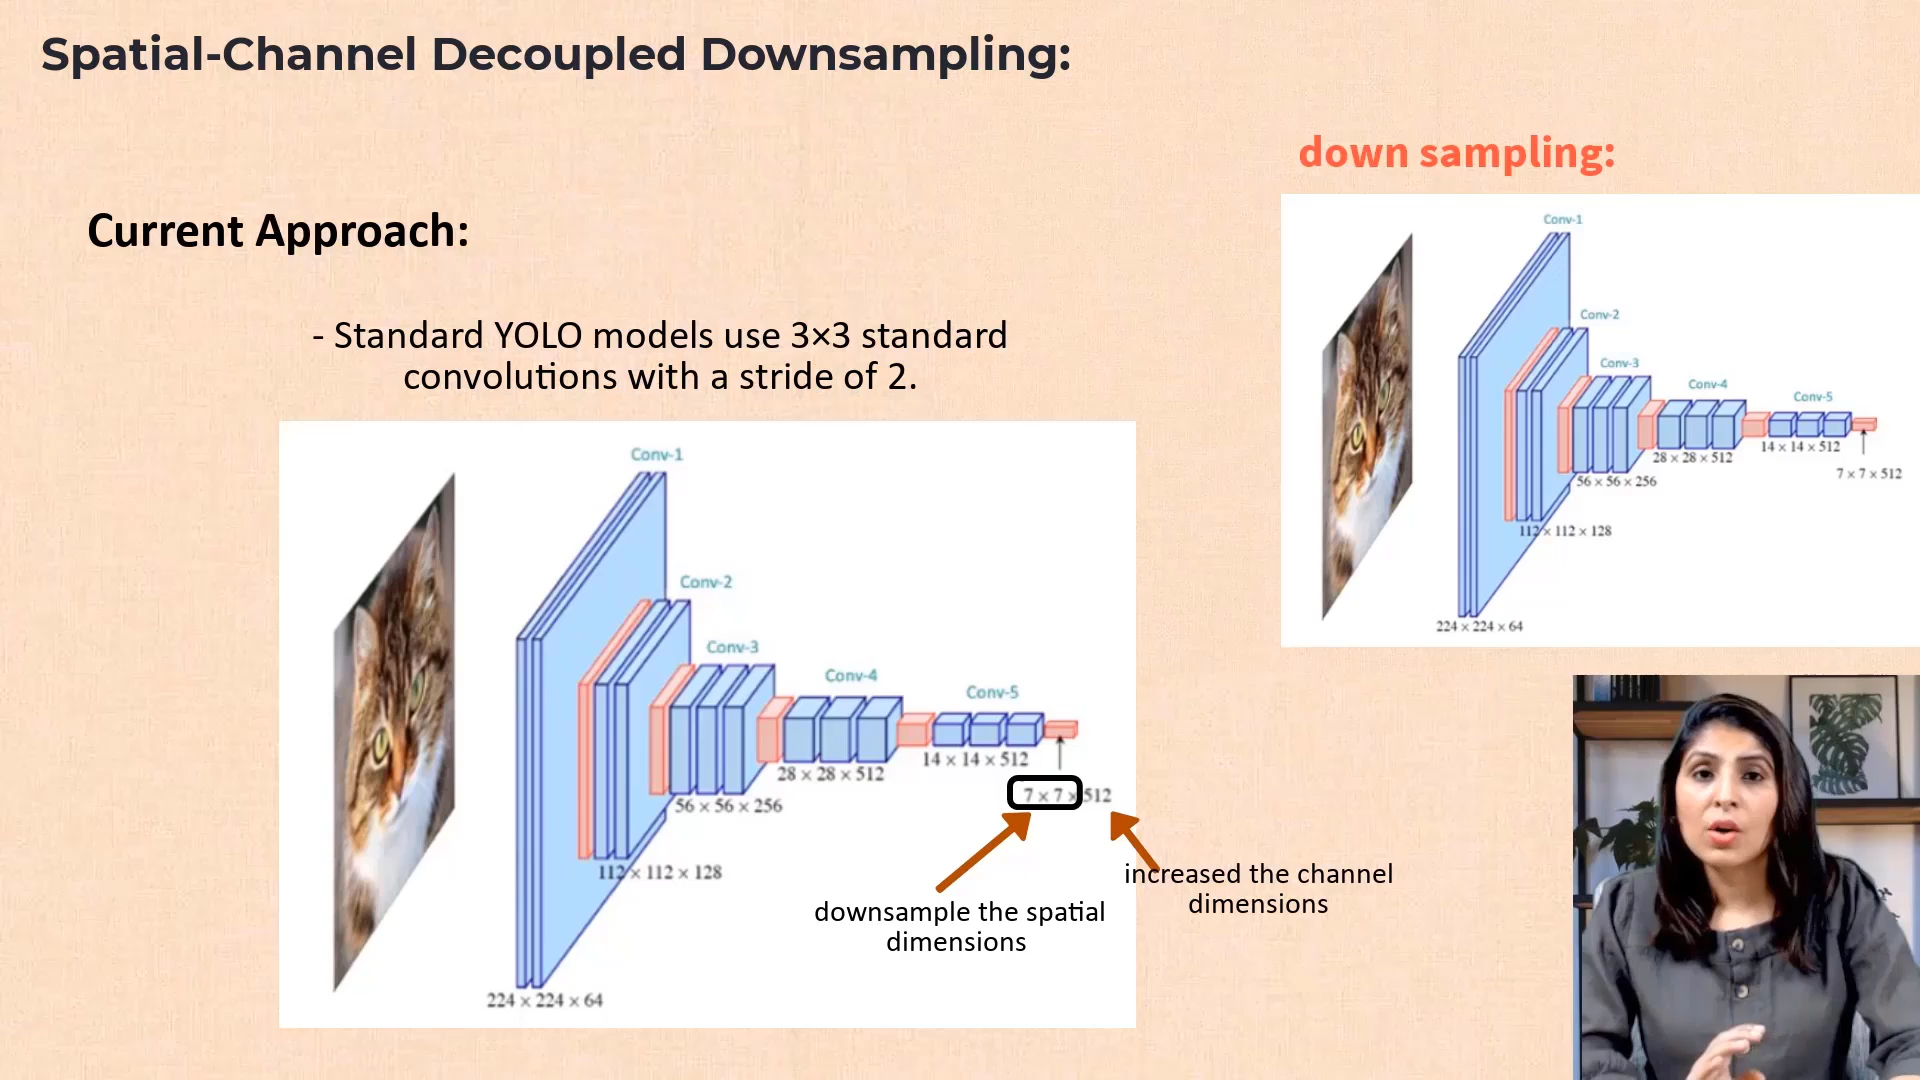 Spatial-Channel Decoupled Downsampling:
down sampling:
Current Approach:
- Standard YOLO models use 3×3 standard
convolutions with a stride of 2.
Conv-1
Conv-2
Conv-3
Conv-4
Conv-5
28 × 28 × 512
14 × 14 × 512
7 × 7 × 512
56 × 56 × 256
112 × 112 × 128
224 × 224 × 64
increased the channel
dimensions
downsample the spatial
dimensions
Conv-1
Conv-2
Conv-3
Conv-4
Conv-5
14 × 14 × 512
28 × 28 × 512
7 × 7 × 512
56 × 56 × 256
112 × 112 × 128
224 × 224 × 64